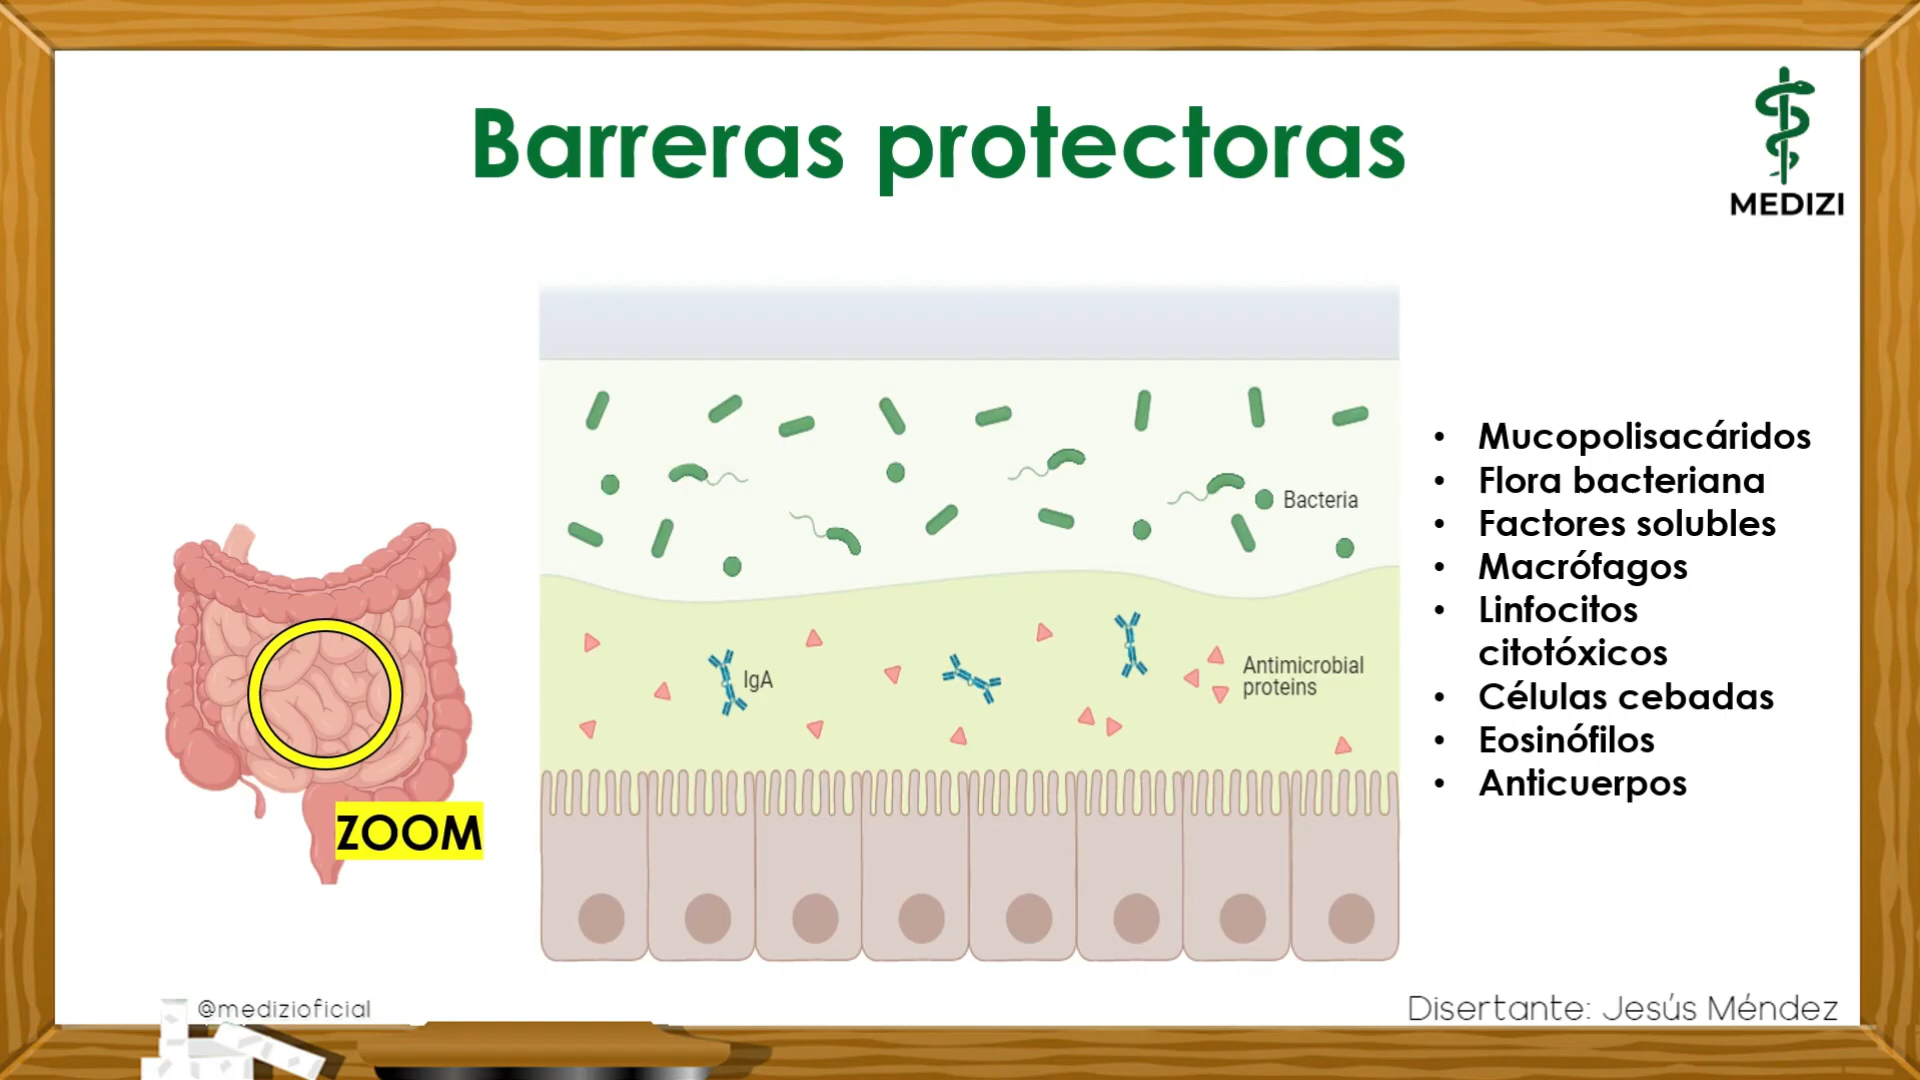 Barreras protectoras
MEDIZI
Bacteria
IgA
Antimicrobial
proteins
ZOOM
• Mucopolisacáridos
• Flora bacteriana
• Factores solubles
• Macrófagos
• Linfocitos
citotóxicos
• Células cebadas
• Eosinófilos
• Anticuerpos
@medizioficial
Disertante: Jesús Méndez